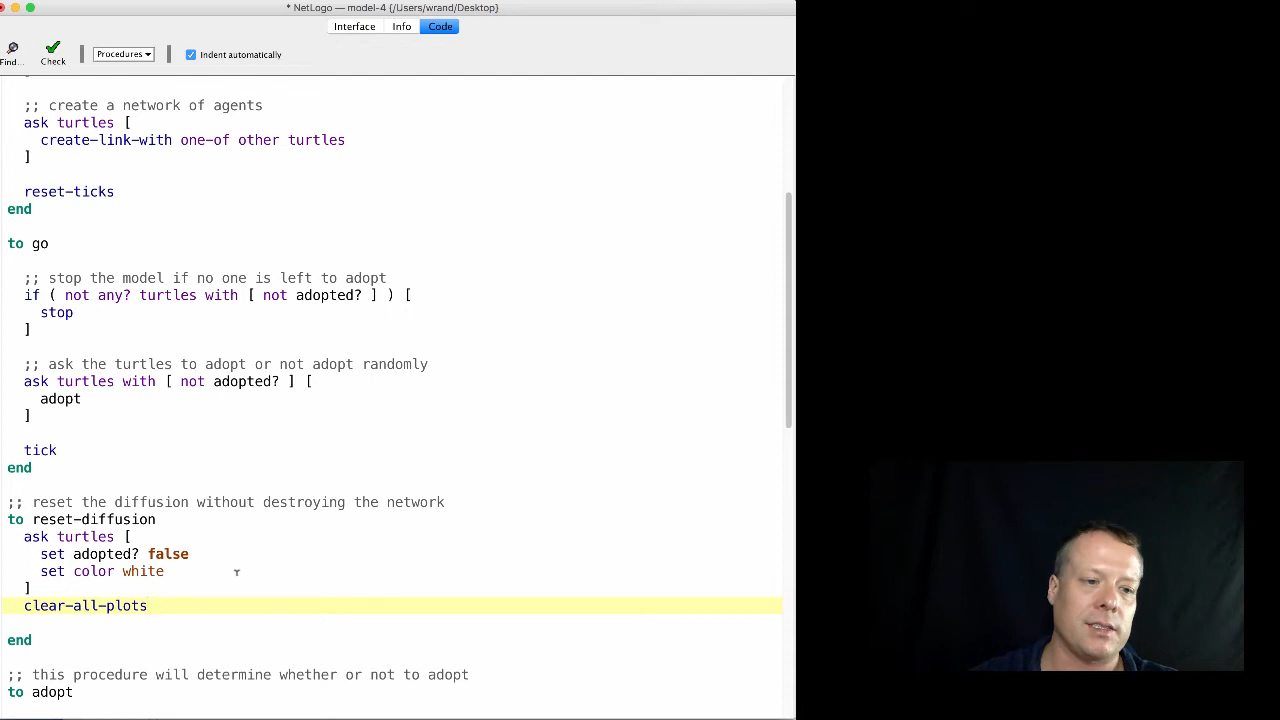 * NetLogo — model-4 {/Users/wrand/Desktop}
Interface Info Code
Find... Check Procedures Indent automatically
;; create a network of agents
ask turtles [
create-link-with one-of other turtles
]
reset-ticks
end
to go
;; stop the model if no one is left to adopt
if ( not any? turtles with [ not adopted? ] ) [
stop
]
;; ask the turtles to adopt or not adopt randomly
ask turtles with [ not adopted? ] [
adopt
]
tick
end
;; reset the diffusion without destroying the network
to reset-diffusion
ask turtles [
set adopted? false
set color white
]
clear-all-plots
end
;; this procedure will determine whether or not to adopt
to adopt